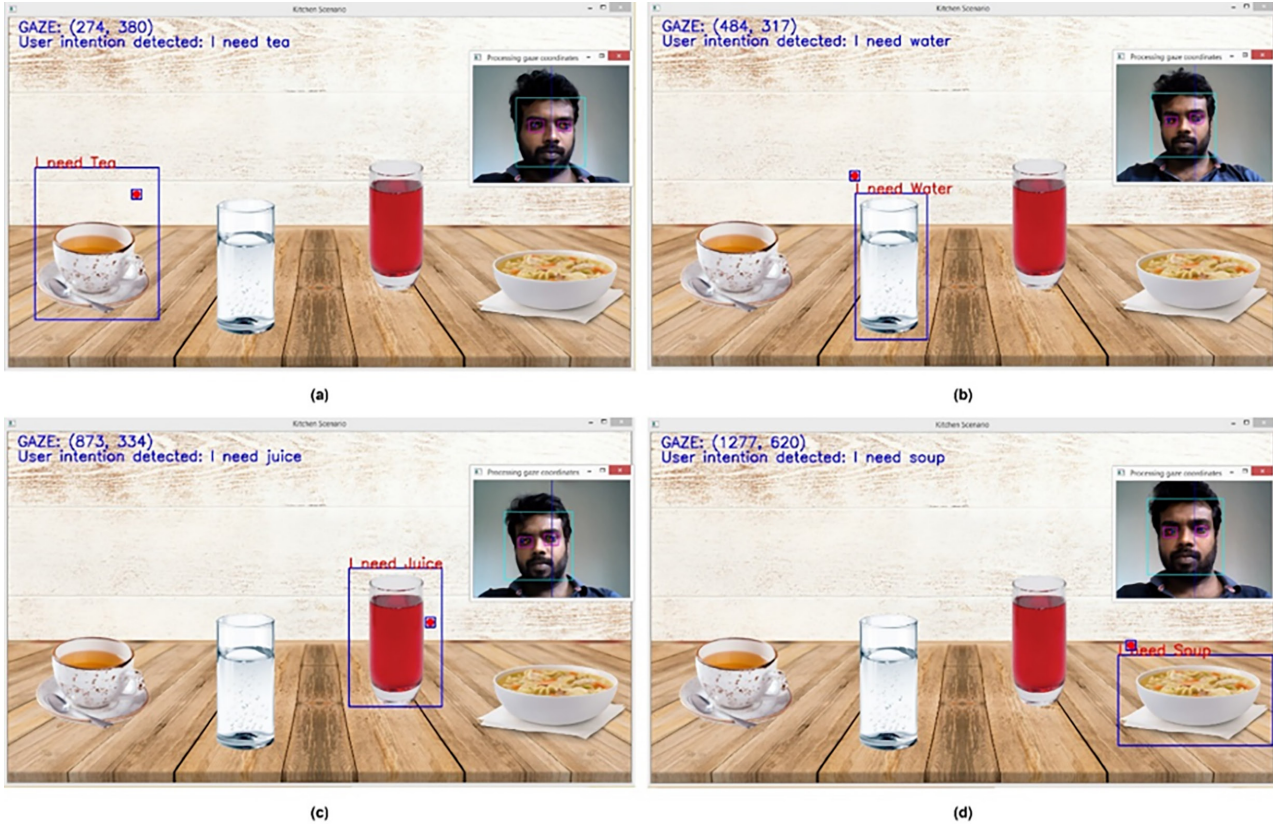 Kitchen Scenario
GAZE: (274, 380)
User intention detected: I need tea
Processing gaze coordinates
I need Tea
(a)
Kitchen Scenario
GAZE: (484, 317)
User intention detected: I need water
Processing gaze coordinates
I need Water
(b)
Kitchen Scenario
GAZE: (873, 334)
User intention detected: I need juice
Processing gaze coordinates
I need Juice
(c)
Kitchen Scenario
GAZE: (1277, 620)
User intention detected: I need soup
Processing gaze coordinates
I need Soup
(d)